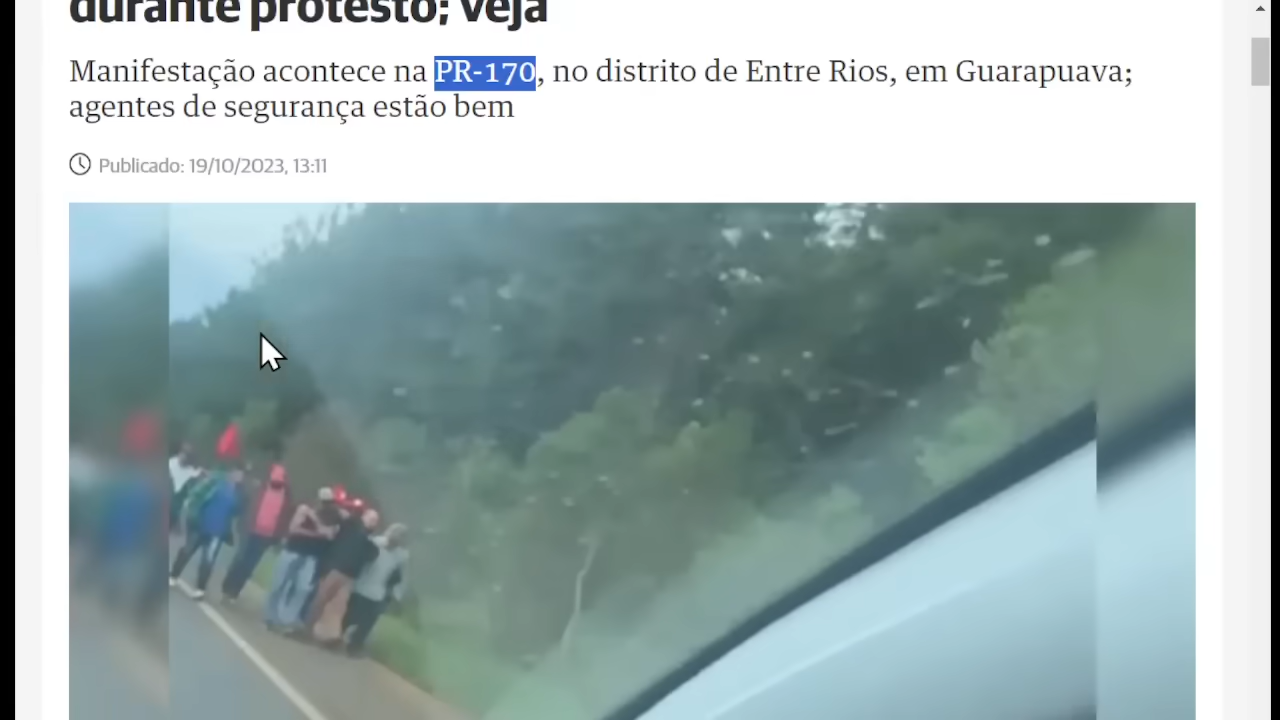 durante protesto; veja
Manifestação acontece na PR-170, no distrito de Entre Rios, em Guarapuava;
agentes de segurança estão bem
Publicado: 19/10/2023, 13:11